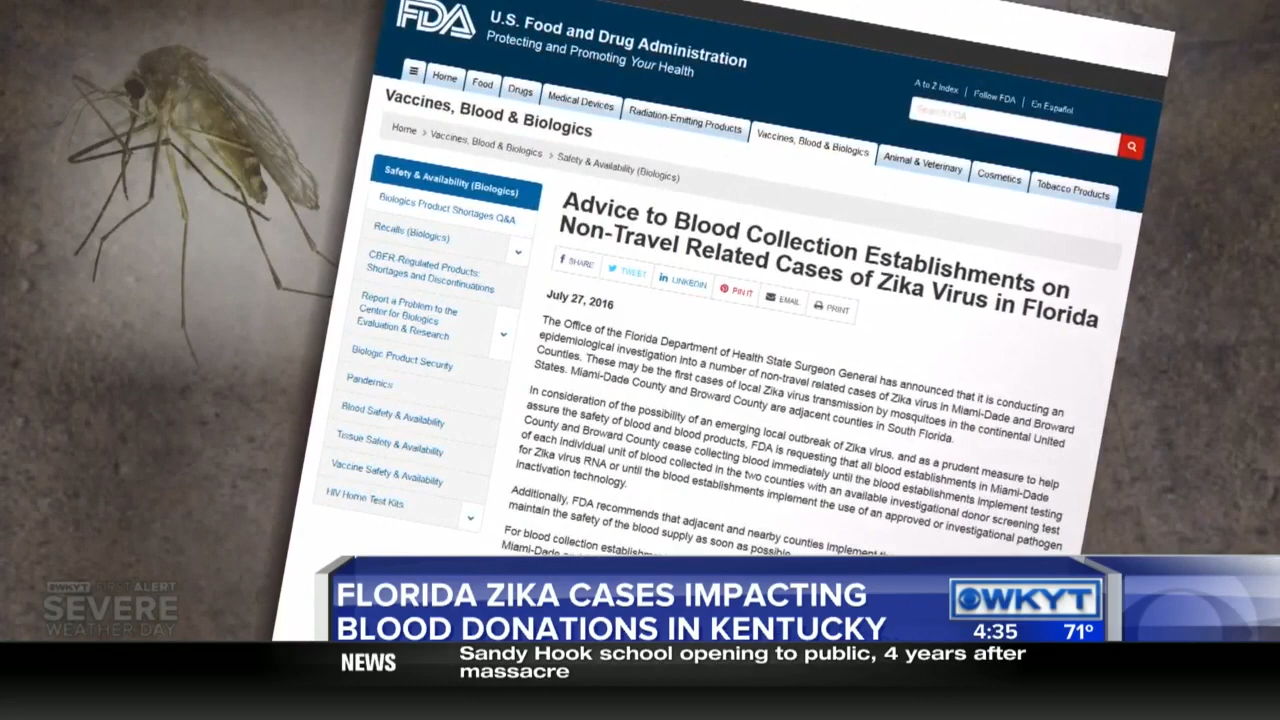 FDA
U.S. Food and Drug Administration
Protecting and Promoting Your Health
A to Z Index | Follow FDA | En Español
Search FDA
Home
Food
Drugs
Medical Devices
Radiation-Emitting Products
Vaccines, Blood & Biologics
Animal & Veterinary
Cosmetics
Tobacco Products
Vaccines, Blood & Biologics
Home > Vaccines, Blood & Biologics > Safety & Availability (Biologics)
Safety & Availability (Biologics)
Biologics Product Shortages Q&A
Recalls (Biologics)
CBER-Regulated Products:
Shortages and Discontinuations
Report a Problem to the
Center for Biologics
Evaluation & Research
Biologic Product Security
Pandemics
Blood Safety & Availability
Tissue Safety & Availability
Vaccine Safety & Availability
HIV Home Test Kits
Advice to Blood Collection Establishments on
Non-Travel Related Cases of Zika Virus in Florida
f SHARE
TWEET
in LINKEDIN
PIN IT
EMAIL
PRINT
July 27, 2016
The Office of the Florida Department of Health State Surgeon General has announced that it is conducting an
epidemiological investigation into a number of non-travel related cases of Zika virus in Miami-Dade and Broward
Counties. These may be the first cases of local Zika virus transmission by mosquitoes in the continental United
States. Miami-Dade County and Broward County are adjacent counties in South Florida.
In consideration of the possibility of an emerging local outbreak of Zika virus, and as a prudent measure to help
assure the safety of blood and blood products, FDA is requesting that all blood establishments in Miami-Dade
County and Broward County cease collecting blood immediately until the blood establishments implement testing
of each individual unit of blood collected in the two counties with an available investigational donor screening test
for Zika virus RNA or until the blood establishments implement the use of an approved or investigational pathogen
inactivation technology.
Additionally, FDA recommends that adjacent and nearby counties implement
maintain the safety of the blood supply as soon as possible
For blood collection
Miami-Dade
WKYT FIRST ALERT
SEVERE
WEATHER DAY
FLORIDA ZIKA CASES IMPACTING
BLOOD DONATIONS IN KENTUCKY
WKYT
4:35 71°
NEWS
Sandy Hook school opening to public, 4 years after
massacre